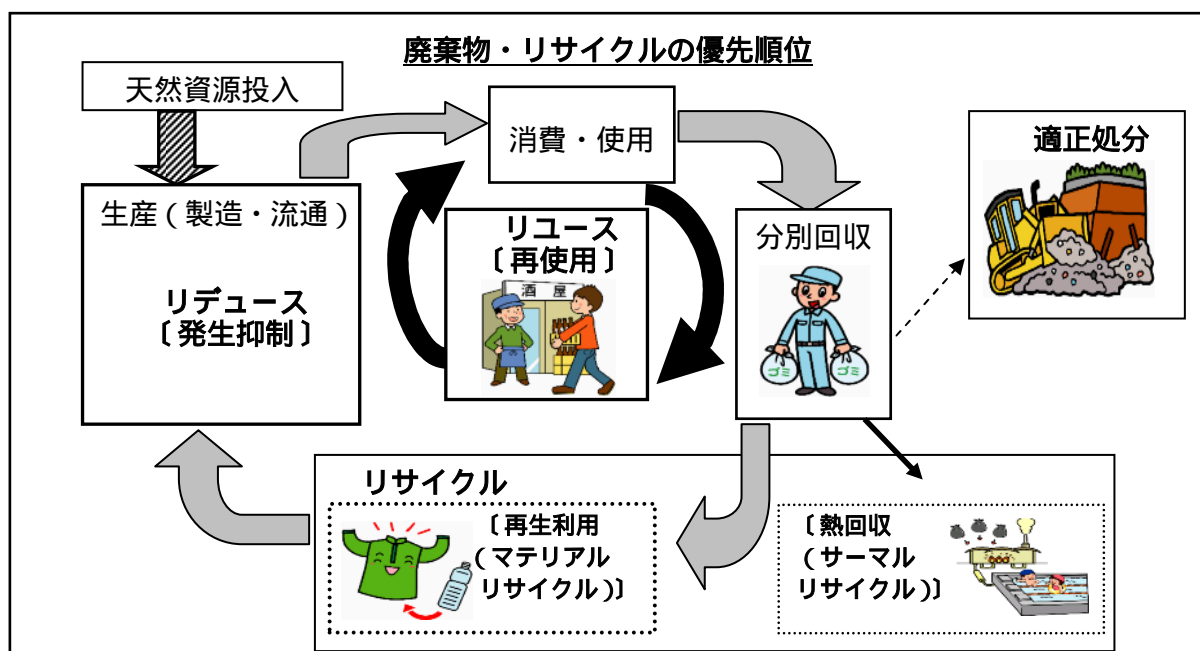 廃棄物・リサイクルの優先順位
天然資源投入
消費・使用
適正処分
生産（製造・流通）
リユース
〔再使用〕
分別回収
酒屋
リデュース
〔発生抑制〕
ゴミ
ゴミ
リサイクル
〔再生利用
（マテリアル
リサイクル）〕
〔熱回収
（サーマル
リサイクル）〕